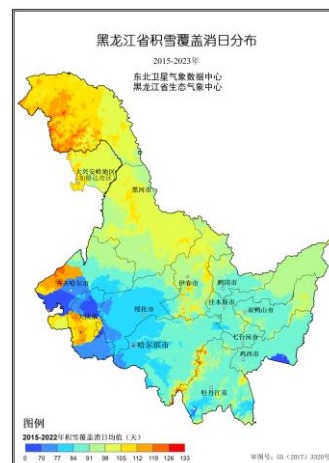 黑龙江省积雪覆盖消日分布
2015-2023年
东北卫星气象数据中心
黑龙江省生态气象中心
大兴安岭地区
(加格达奇区)
黑河市
齐齐哈尔市
伊春市
鹤岗市
佳木斯市
双鸭山市
绥化市
大庆市
七台河市
哈尔滨市
鸡西市
牡丹江市
图例
2015-2022年积雪覆盖消日均值（天）
0 70 77 84 91 98 105 112 119 126 133